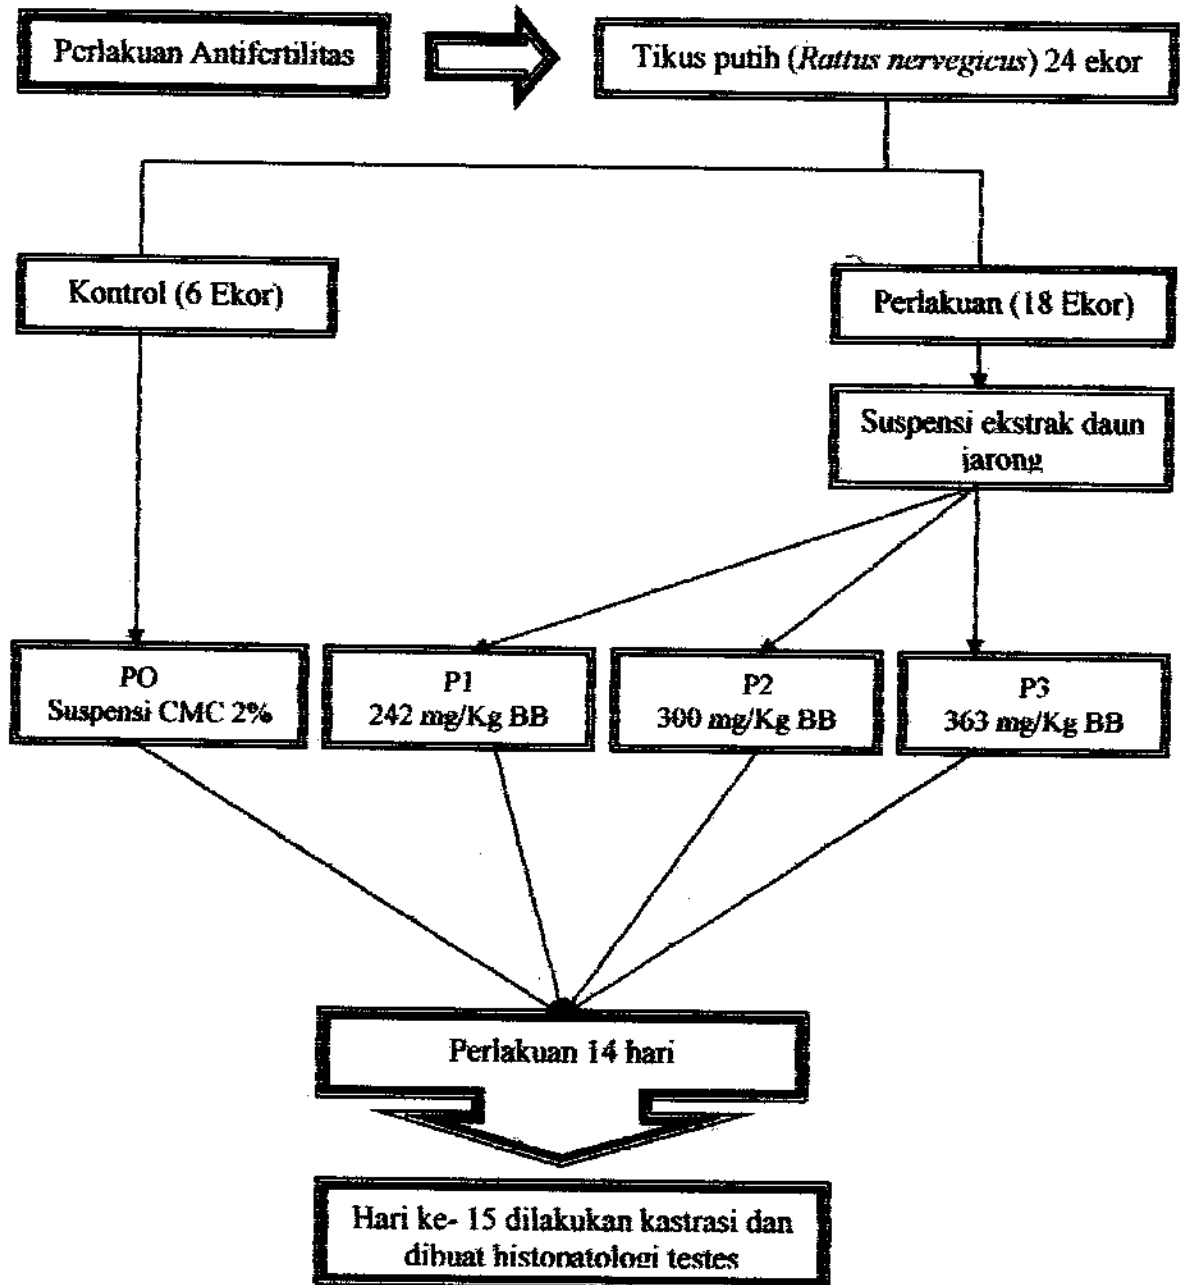 Perlakuan Antifertilitas
Tikus putih (Rattus nervegicus) 24 ekor
Kontrol (6 Ekor)
Perlakuan (18 Ekor)
Suspensi ekstrak daun
jarong
PO
Suspensi CMC 2%
P1
242 mg/Kg BB
P2
300 mg/Kg BB
P3
363 mg/Kg BB
Perlakuan 14 hari
Hari ke- 15 dilakukan kastrasi dan
dibuat histopatologi testes